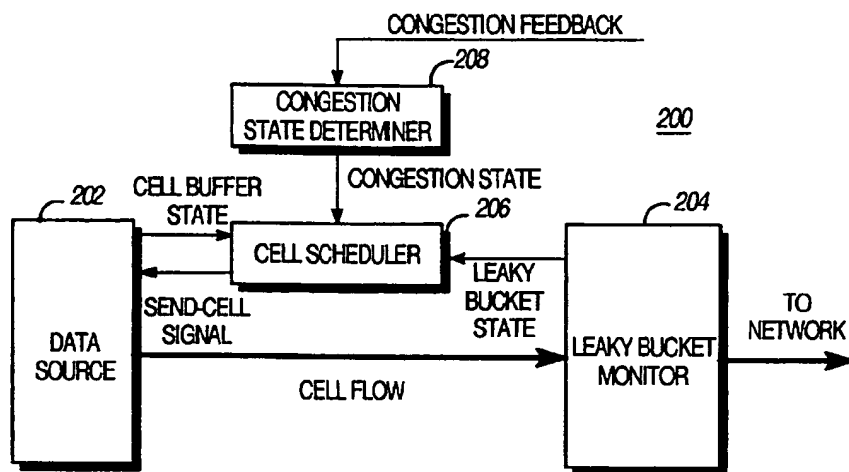 CONGESTION FEEDBACK
208
CONGESTION
STATE DETERMINER
200
CONGESTION STATE
202
CELL BUFFER
STATE
206
204
CELL SCHEDULER
LEAKY
BUCKET
STATE
SEND-CELL
SIGNAL
TO
NETWORK
DATA
SOURCE
LEAKY BUCKET
MONITOR
CELL FLOW